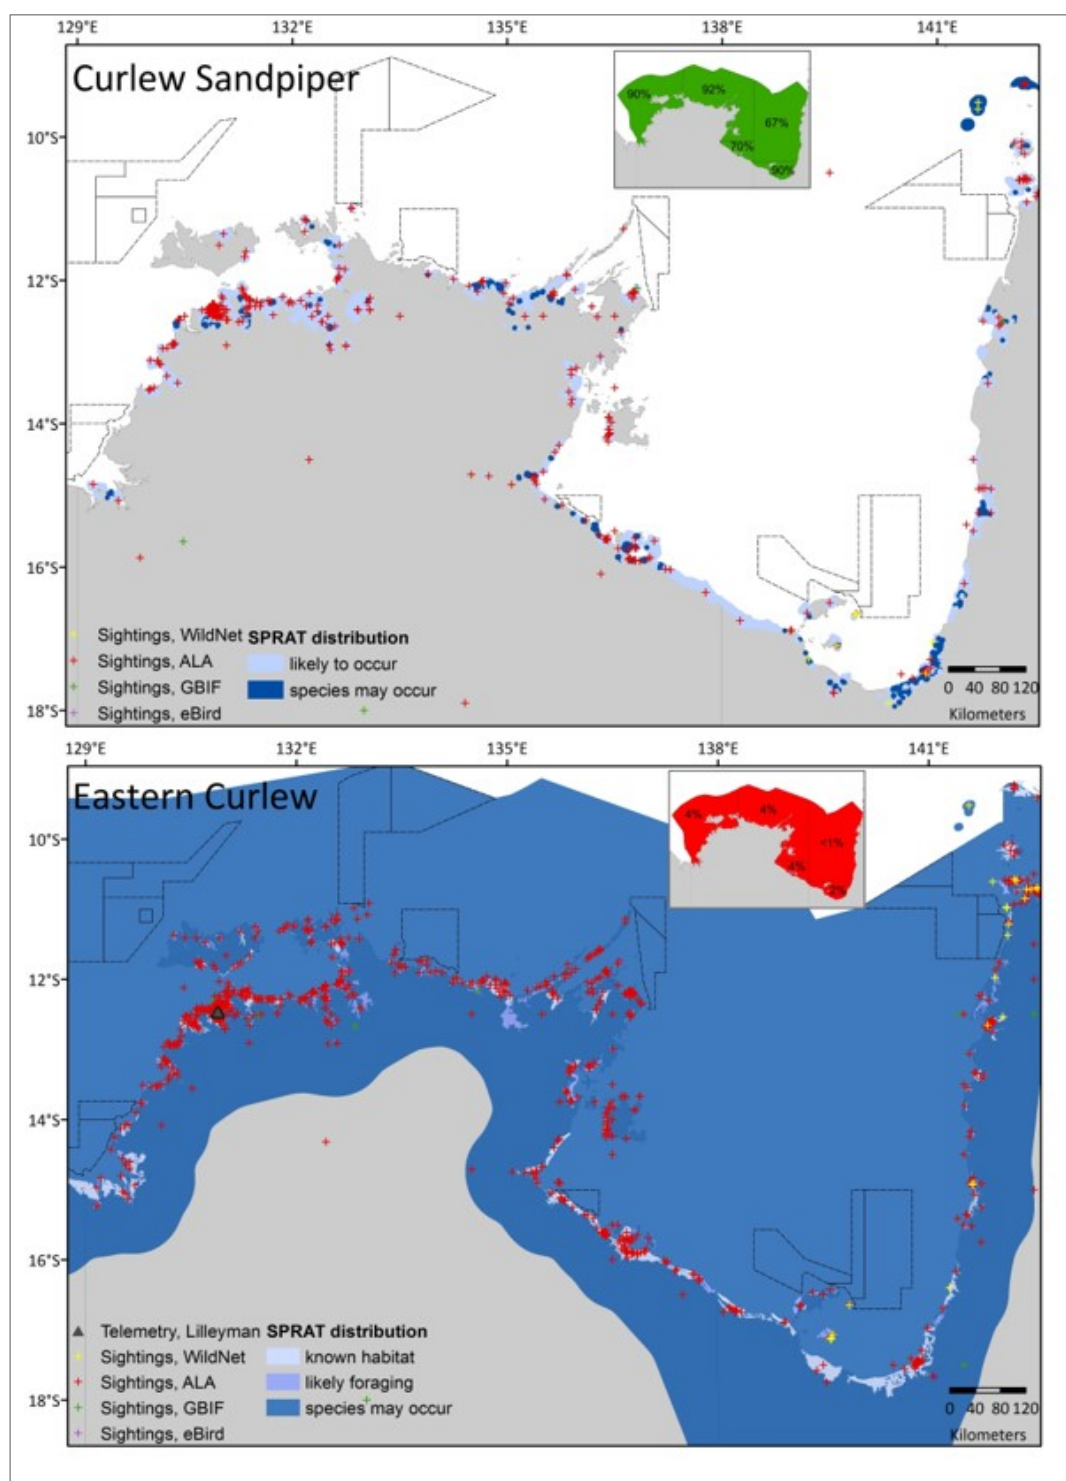 129°E 132°E 135°E 138°E 141°E
Curlew Sandpiper
90% 92%
67%
70%
90%
10°S
12°S
14°S
16°S
18°S
Sightings, WildNet SPRAT distribution
Sightings, ALA likely to occur
Sightings, GBIF species may occur
Sightings, eBird
0 40 80 120
Kilometers
129°E 132°E 135°E 138°E 141°E
Eastern Curlew
4% 4%
<1%
4%
2%
10°S
12°S
14°S
16°S
18°S
Telemetry, Lilleyman SPRAT distribution
Sightings, WildNet known habitat
Sightings, ALA likely foraging
Sightings, GBIF species may occur
Sightings, eBird
0 40 80 120
Kilometers